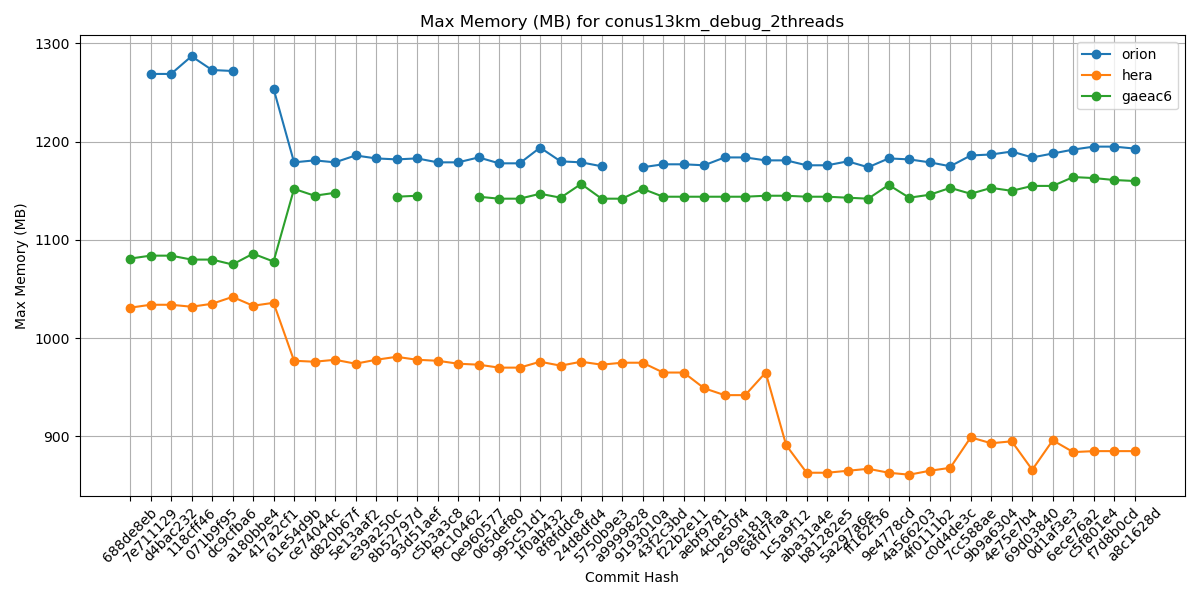 Max Memory (MB) for conus13km_debug_2threads
orion
hera
gaeac6
1300
1200
1100
1000
900
Max Memory (MB)
688de8eb
7e711129
d4bac232
118cff46
071b9f95
dc9cfba6
a180bbe4
417a2cf1
61e54d9b
ce74044c
d820b67f
5e13aaf2
e39a250c
8b52797d
93d51aef
c5b3a3c8
f9c10462
0e960577
065def80
995c51d1
1f0ab432
8f8fddc8
24d8dfd4
5750b9e3
a9999828
9193010a
43f2c3bd
f22b2e11
aebf9781
4cbe50f4
269e181a
68fd7faa
1c5a9f12
aba31a4e
b81282e5
5a297a6e
ff162f36
9e4778cd
4a566203
4f0111b2
c0d4de3c
7cc588ae
9b9a6304
4e75e7b4
69d03840
0d1af3e3
6ece76a2
c5f801e4
f7d8b0cd
a8c1628d
Commit Hash